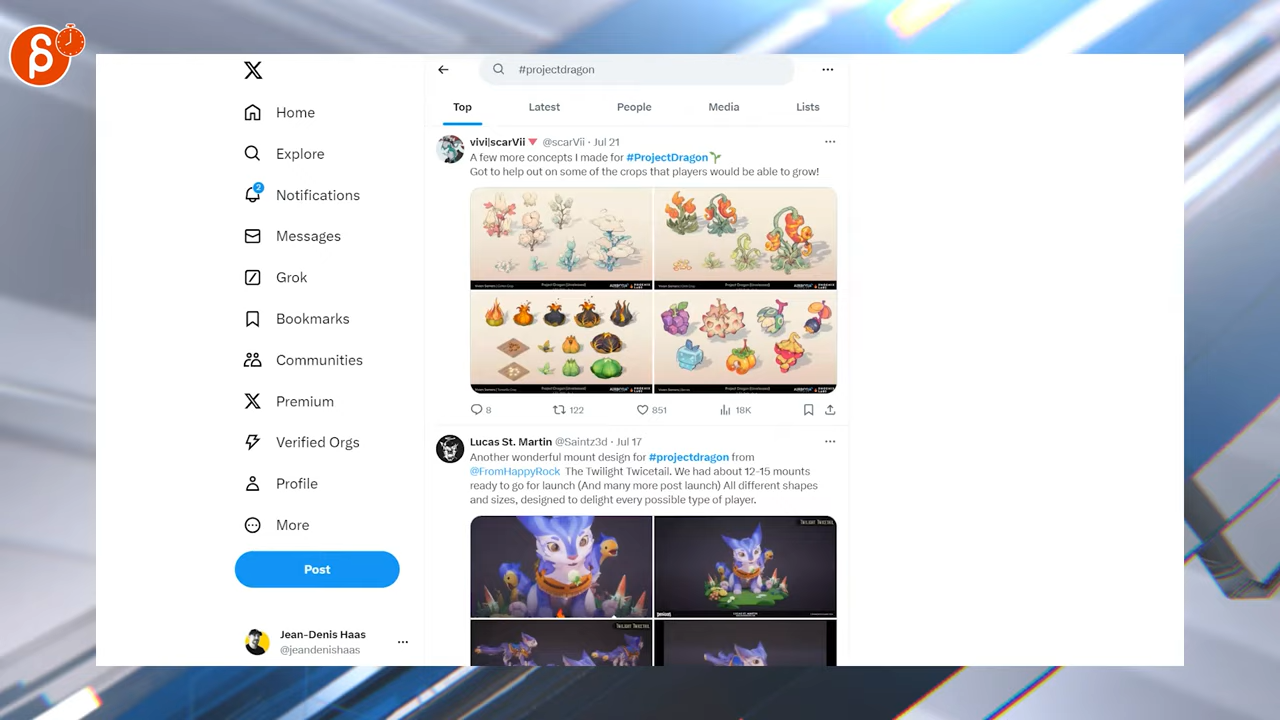 #projectdragon
Top
Latest
People
Media
Lists
Home
Explore
2
Notifications
Messages
Grok
Bookmarks
Communities
Premium
Verified Orgs
Profile
More
Post
Jean-Denis Haas
@jeandenishaas
vivi|scarVii @scarVii · Jul 21
A few more concepts I made for #ProjectDragon
Got to help out on some of the crops that players would be able to grow!
8
122
851
18K
Lucas St. Martin @Saintz3d · Jul 17
Another wonderful mount design for #projectdragon from
@FromHappyRock The Twilight Twicetail. We had about 12-15 mounts
ready to go for launch (And many more post launch) All different shapes
and sizes, designed to delight every possible type of player.
TWILIGHT TWICETAIL
TWILIGHT TWICETAIL